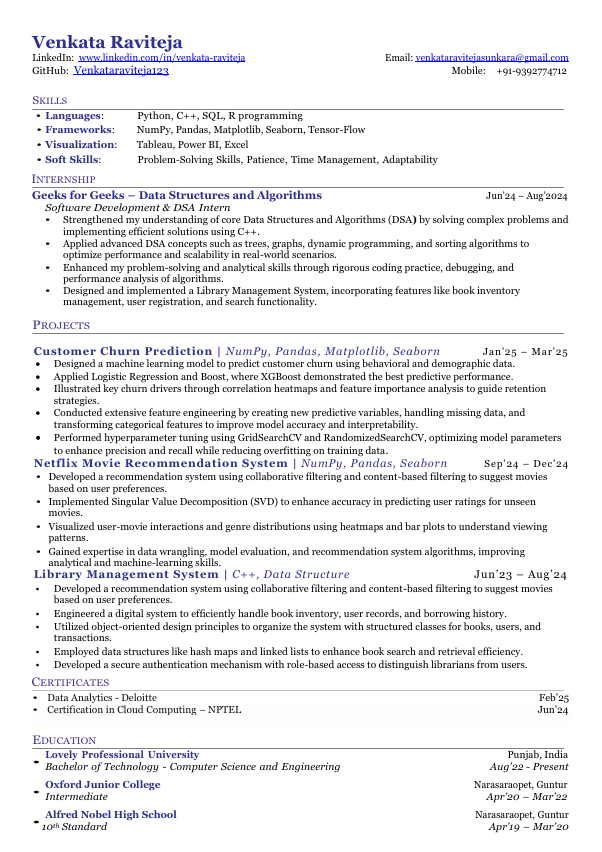 Venkata Raviteja
LinkedIn: www.linkedin.com/in/venkata-raviteja Email: venkataravitejasunkara@gmail.com
GitHub: Venkataraviteja123 Mobile: +91-9392774712
SKILLS
• Languages: Python, C++, SQL, R programming
• Frameworks: NumPy, Pandas, Matplotlib, Seaborn, Tensor-Flow
• Visualization: Tableau, Power BI, Excel
• Soft Skills: Problem-Solving Skills, Patience, Time Management, Adaptability
INTERNSHIP
Geeks for Geeks – Data Structures and Algorithms Jun'24 – Aug'2024
Software Development & DSA Intern
• Strengthened my understanding of core Data Structures and Algorithms (DSA) by solving complex problems and
implementing efficient solutions using C++.
• Applied advanced DSA concepts such as trees, graphs, dynamic programming, and sorting algorithms to
optimize performance and scalability in real-world scenarios.
• Enhanced my problem-solving and analytical skills through rigorous coding practice, debugging, and
performance analysis of algorithms.
• Designed and implemented a Library Management System, incorporating features like book inventory
management, user registration, and search functionality.
PROJECTS
Customer Churn Prediction | NumPy, Pandas, Matplotlib, Seaborn Jan'25 – Mar'25
• Designed a machine learning model to predict customer churn using behavioral and demographic data.
• Applied Logistic Regression and Boost, where XGBoost demonstrated the best predictive performance.
• Illustrated key churn drivers through correlation heatmaps and feature importance analysis to guide retention
strategies.
• Conducted extensive feature engineering by creating new predictive variables, handling missing data, and
transforming categorical features to improve model accuracy and interpretability.
• Performed hyperparameter tuning using GridSearchCV and RandomizedSearchCV, optimizing model parameters
to enhance precision and recall while reducing overfitting on training data.
Netflix Movie Recommendation System | NumPy, Pandas, Seaborn Sep'24 – Dec'24
• Developed a recommendation system using collaborative filtering and content-based filtering to suggest movies
based on user preferences.
• Implemented Singular Value Decomposition (SVD) to enhance accuracy in predicting user ratings for unseen
movies.
• Visualized user-movie interactions and genre distributions using heatmaps and bar plots to understand viewing
patterns.
• Gained expertise in data wrangling, model evaluation, and recommendation system algorithms, improving
analytical and machine-learning skills.
Library Management System | C++, Data Structure Jun'23 – Aug'24
• Developed a recommendation system using collaborative filtering and content-based filtering to suggest movies
based on user preferences.
• Engineered a digital system to efficiently handle book inventory, user records, and borrowing history.
• Utilized object-oriented design principles to organize the system with structured classes for books, users, and
transactions.
• Employed data structures like hash maps and linked lists to enhance book search and retrieval efficiency.
• Developed a secure authentication mechanism with role-based access to distinguish librarians from users.
CERTIFICATES
• Data Analytics - Deloitte Feb'25
• Certification in Cloud Computing – NPTEL Jun'24
EDUCATION
• Lovely Professional University Punjab, India
Bachelor of Technology - Computer Science and Engineering Aug'22 - Present
• Oxford Junior College Narasaraopet, Guntur
Intermediate Apr'20 – Mar'22
• Alfred Nobel High School Narasaraopet, Guntur
10th Standard Apr'19 – Mar'20